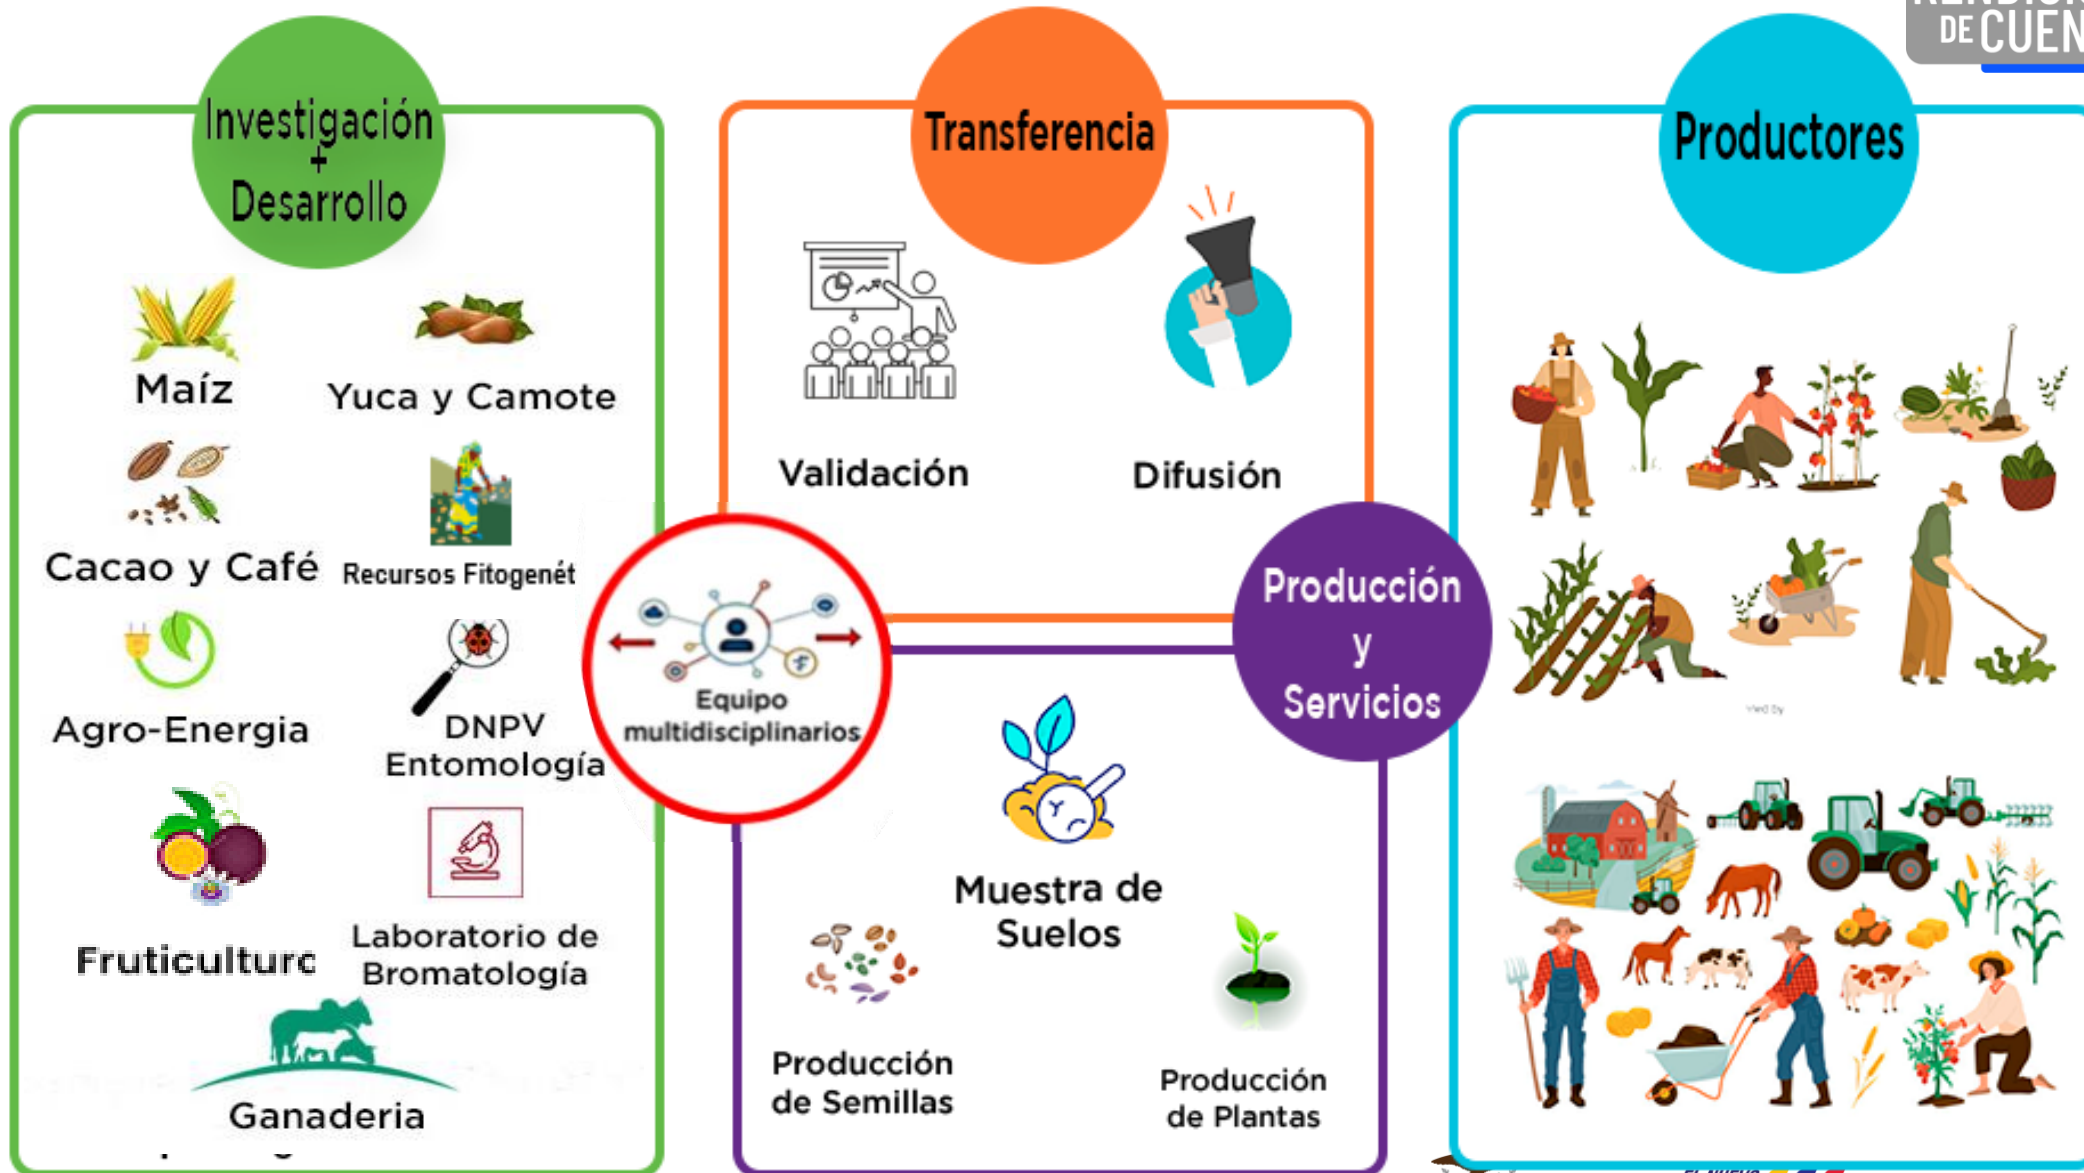 DE CUEN
Investigación
+
Desarrollo
Maíz
Yuca y Camote
Cacao y Café
Recursos Fitogenét
Agro-Energia
DNPV
Entomología
Fruticultura
Laboratorio de
Bromatología
Ganaderia
Equipo
multidisciplinarios
Transferencia
Validación
Difusión
Producción
y
Servicios
Muestra de
Suelos
Producción
de Semillas
Producción
de Plantas
Productores